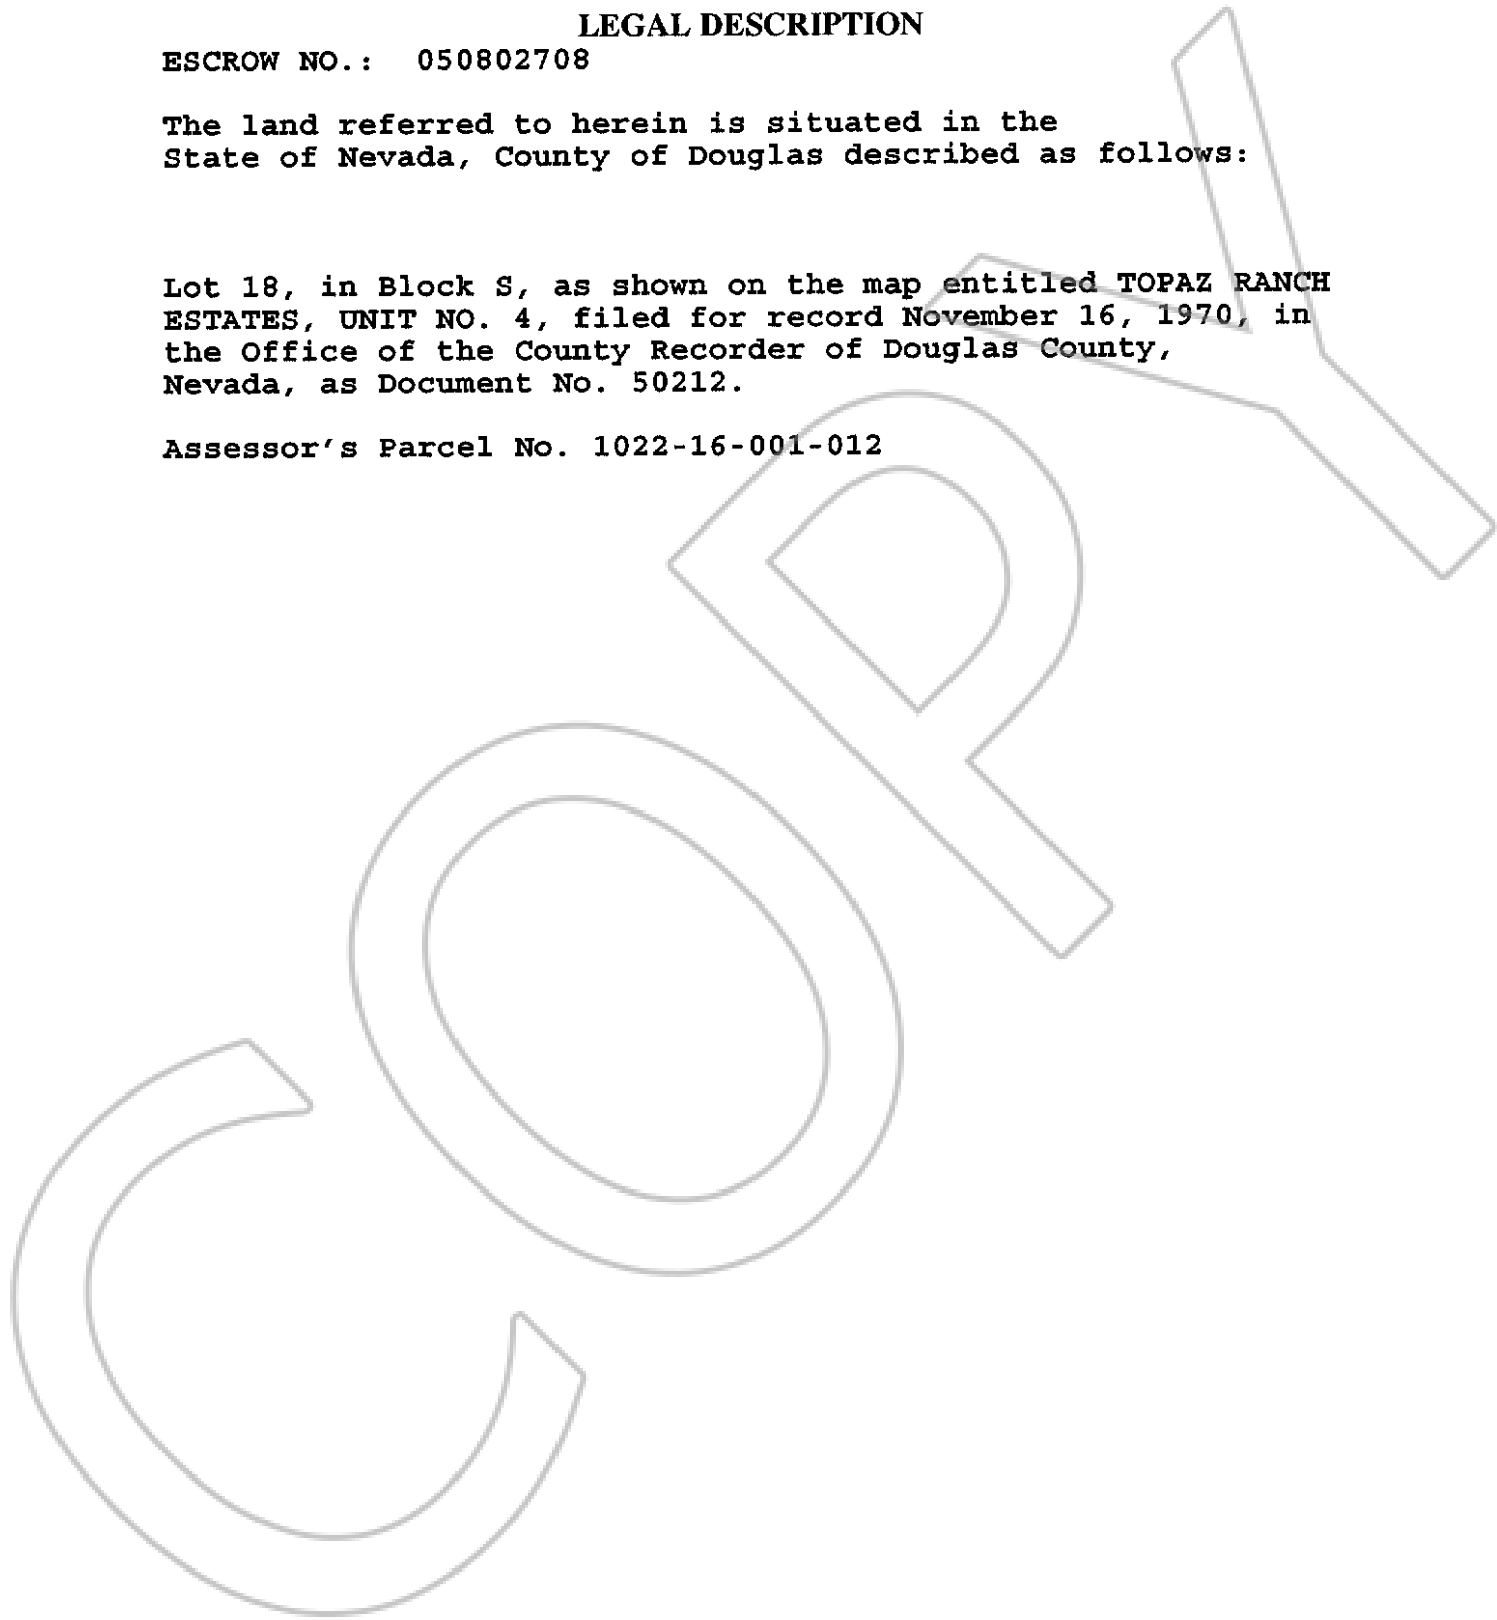 LEGAL DESCRIPTION
ESCROW NO.: 050802708
The land referred to herein is situated in the
State of Nevada, County of Douglas described as follows:
Lot 18, in Block S, as shown on the map entitled TOPAZ RANCH
ESTATES, UNIT NO. 4, filed for record November 16, 1970, in
the Office of the County Recorder of Douglas County,
Nevada, as Document No. 50212.
Assessor's Parcel No. 1022-16-001-012
COPY